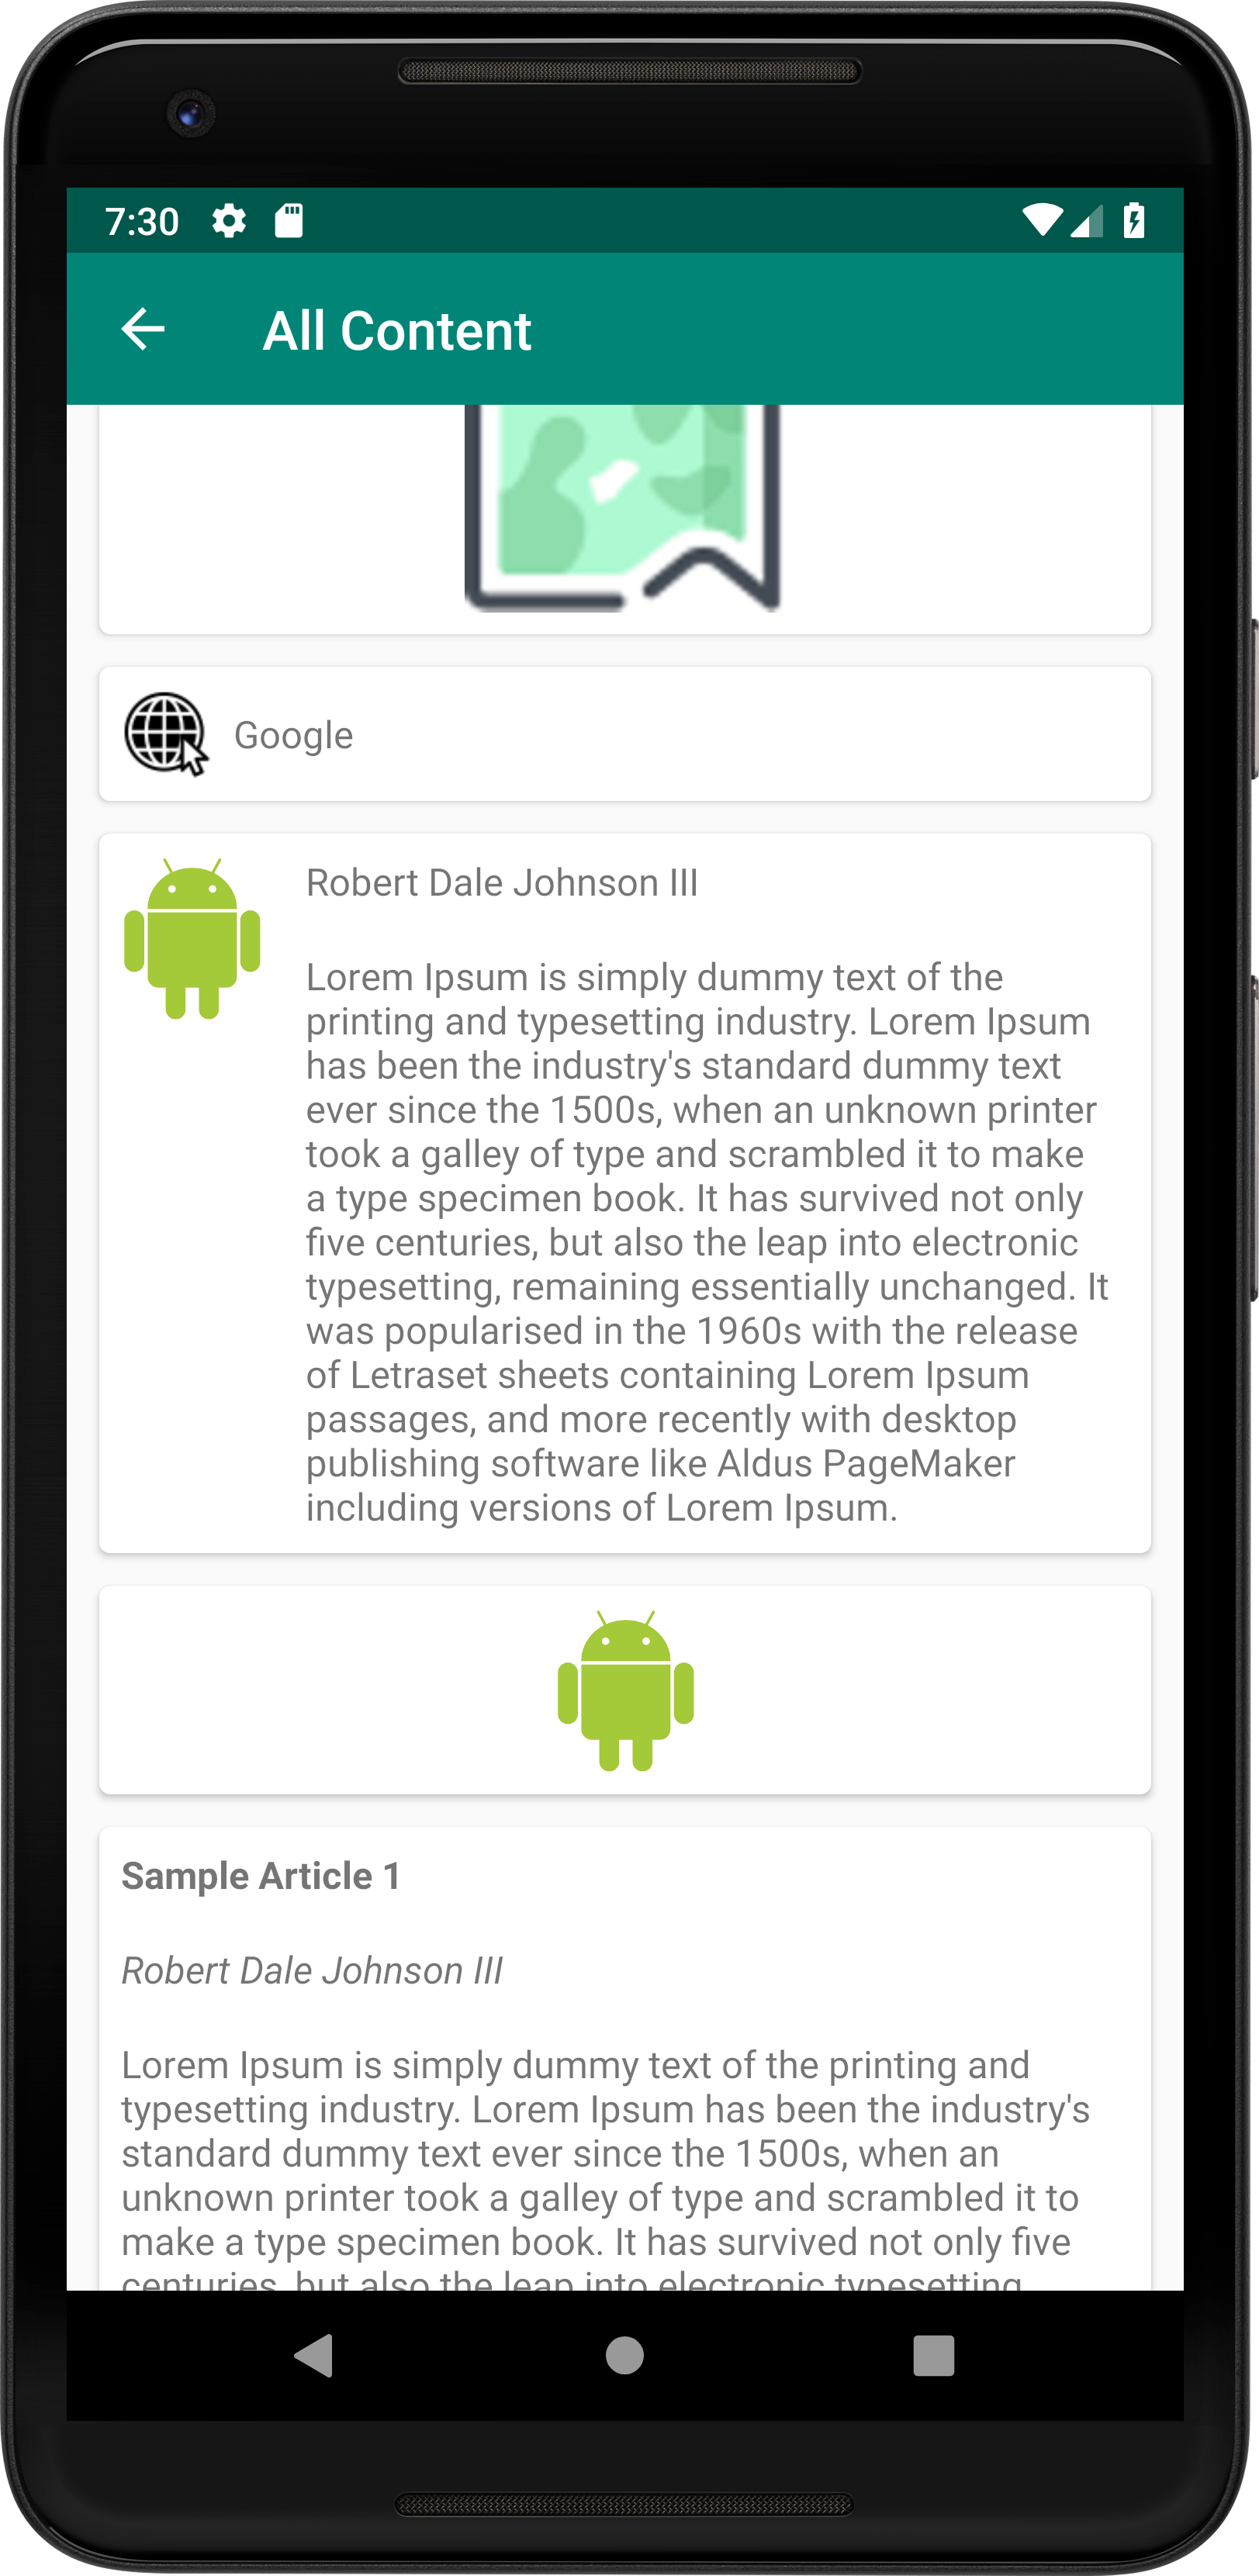 7:30
All Content
Google
Robert Dale Johnson III
Lorem Ipsum is simply dummy text of the
printing and typesetting industry. Lorem Ipsum
has been the industry's standard dummy text
ever since the 1500s, when an unknown printer
took a galley of type and scrambled it to make
a type specimen book. It has survived not only
five centuries, but also the leap into electronic
typesetting, remaining essentially unchanged. It
was popularised in the 1960s with the release
of Letraset sheets containing Lorem Ipsum
passages, and more recently with desktop
publishing software like Aldus PageMaker
including versions of Lorem Ipsum.
Sample Article 1
Robert Dale Johnson III
Lorem Ipsum is simply dummy text of the printing and
typesetting industry. Lorem Ipsum has been the industry's
standard dummy text ever since the 1500s, when an
unknown printer took a galley of type and scrambled it to
make a type specimen book. It has survived not only five
centuries, but also the leap into electronic typesetting,